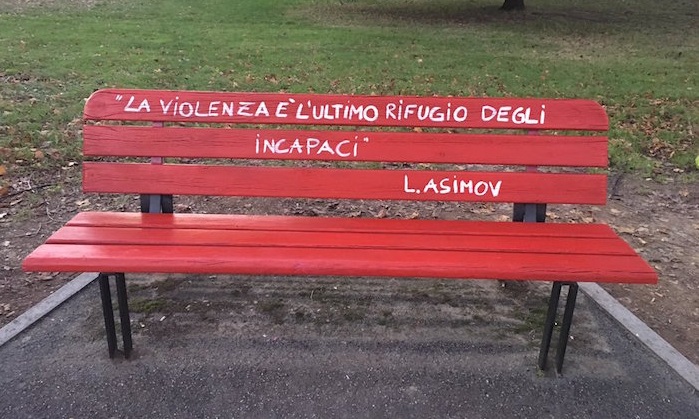 "LA VIOLENZA E' L'ULTIMO RIFUGIO DEGLI
INCAPACI"
L. ASIMOV